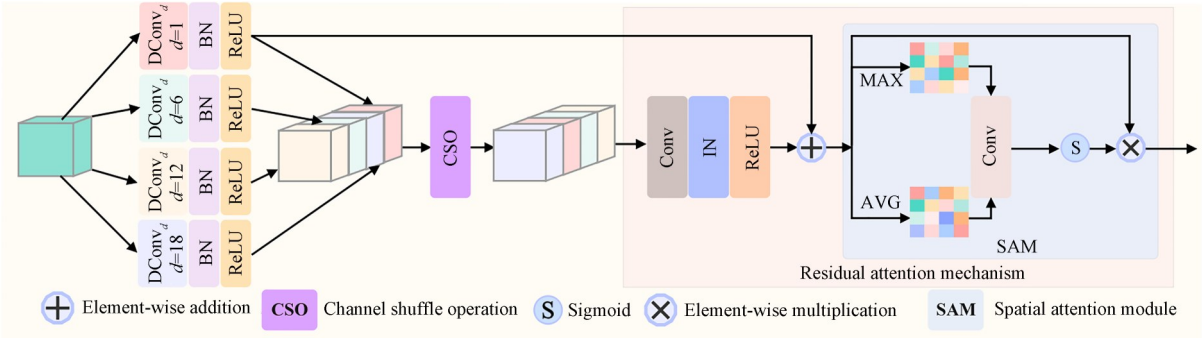 DConv_d
d=1
BN
ReLU
DConv_d
d=6
BN
ReLU
DConv_d
d=12
BN
ReLU
DConv_d
d=18
BN
ReLU
CSO
Conv
IN
ReLU
MAX
AVG
Conv
S
SAM
Residual attention mechanism
Element-wise addition
CSO
Channel shuffle operation
S
Sigmoid
Element-wise multiplication
SAM
Spatial attention module